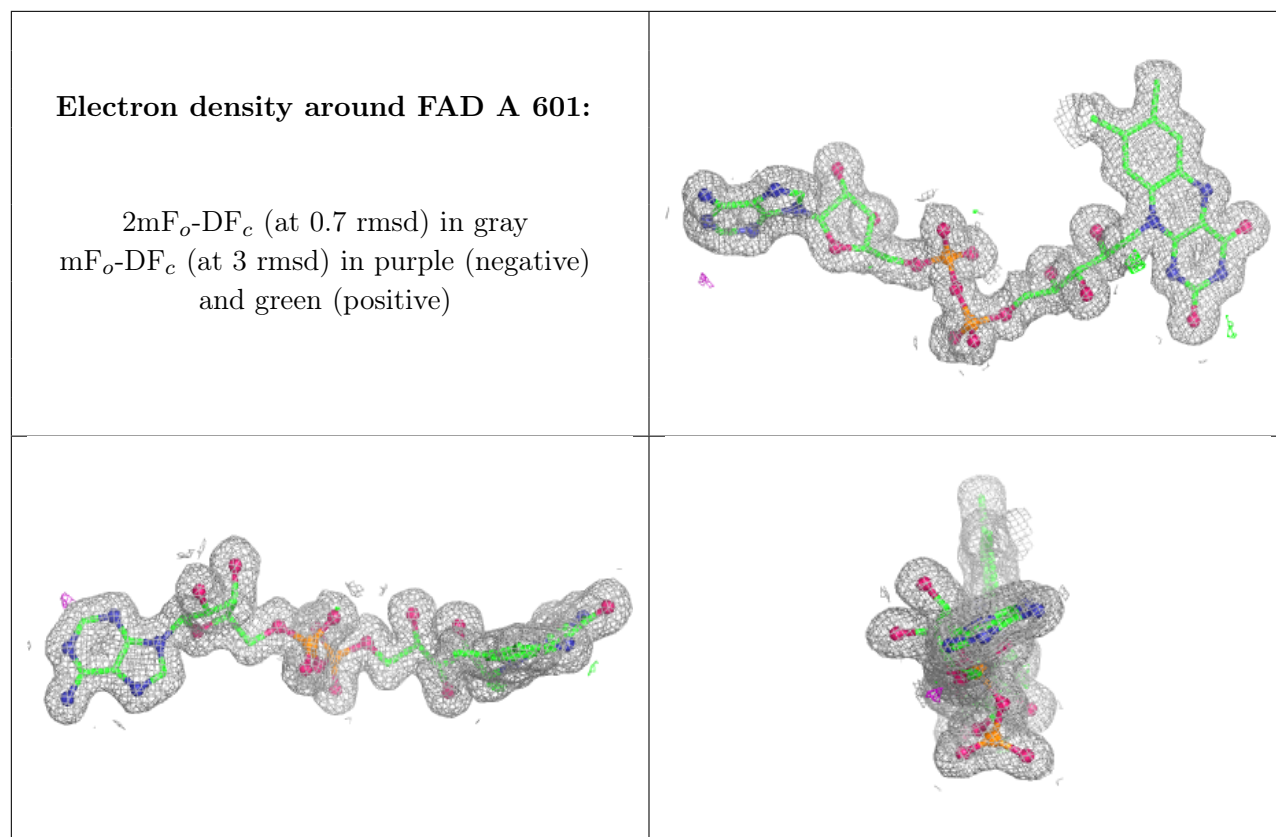 Electron density around FAD A 601:
2mFₒ-DF𝑐 (at 0.7 rmsd) in gray
mFₒ-DF𝑐 (at 3 rmsd) in purple (negative)
and green (positive)